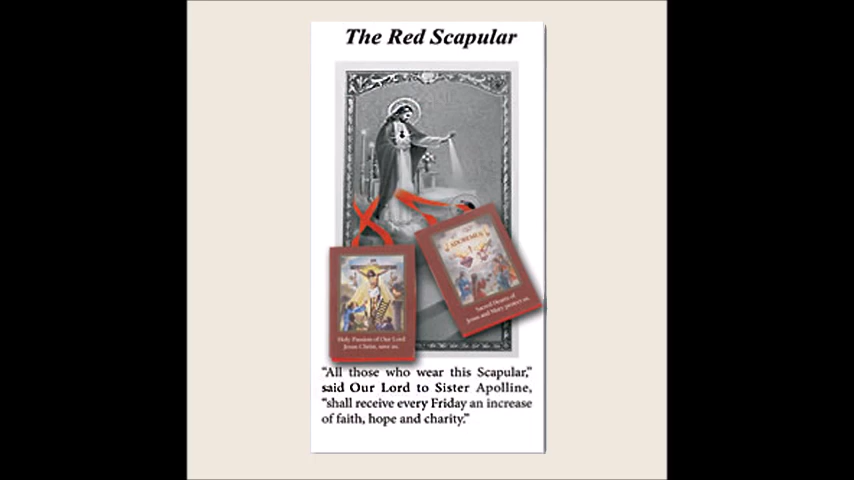 The Red Scapular
ADOREMUS
Sacred Hearts of
Jesus and Mary protect us.
Holy Passion of Our Lord
Jesus Christ, save us.
“All those who wear this Scapular,”
said Our Lord to Sister Apolline,
“shall receive every Friday an increase
of faith, hope and charity.”